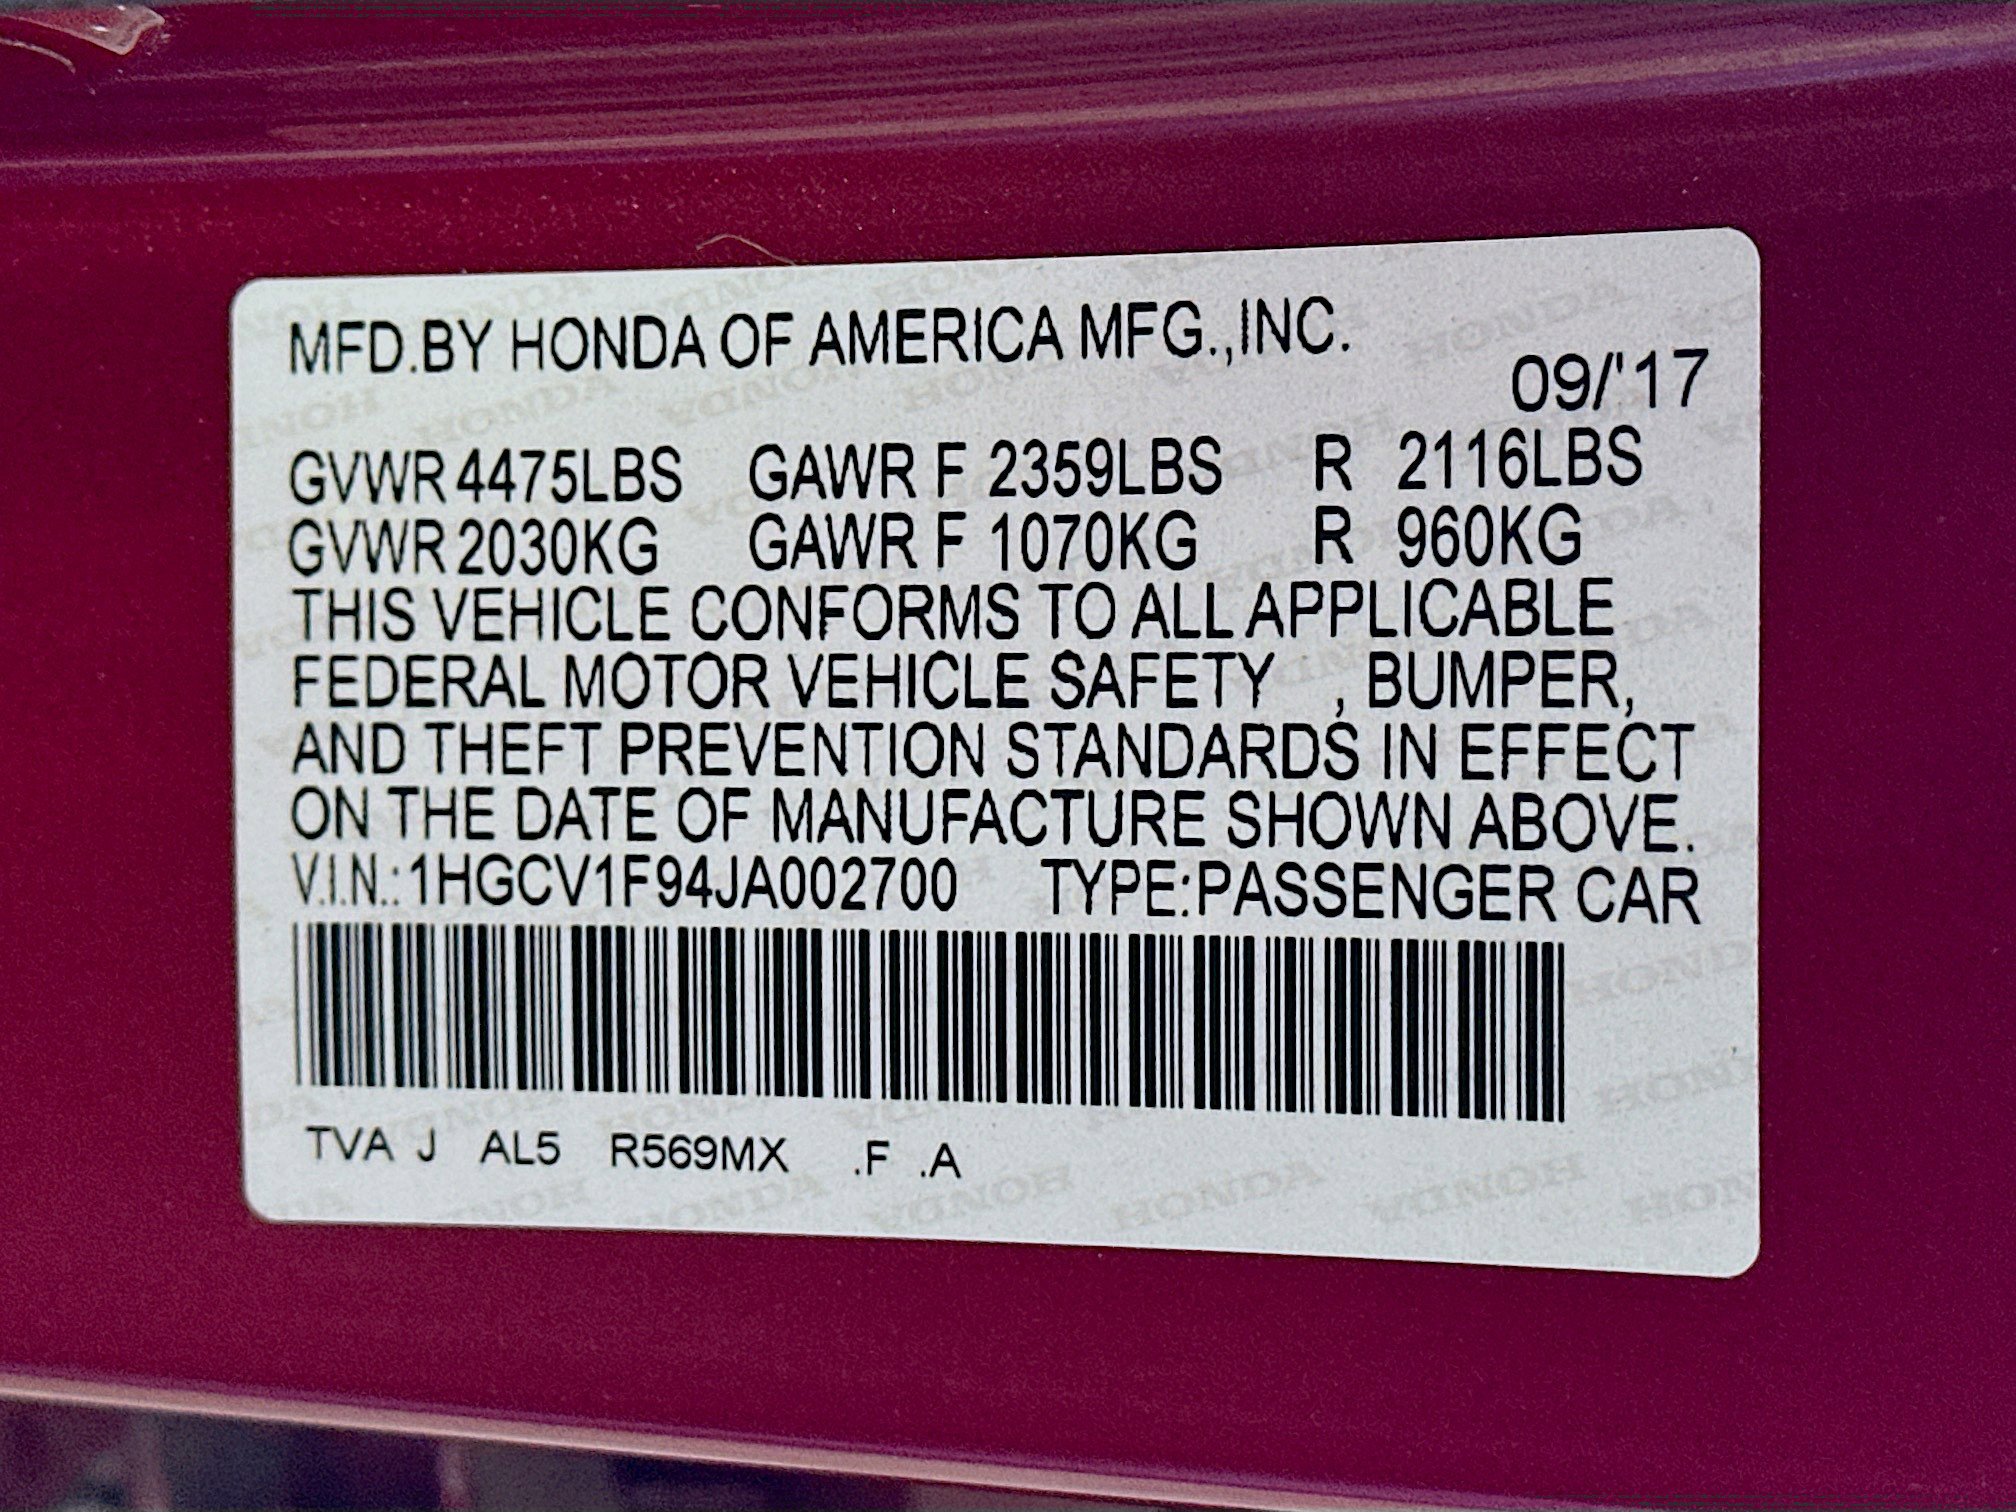 MFD.BY HONDA OF AMERICA MFG.,INC.
09/'17
GVWR 4475LBS GAWR F 2359LBS R 2116LBS
GVWR 2030KG GAWR F 1070KG R 960KG
THIS VEHICLE CONFORMS TO ALL APPLICABLE
FEDERAL MOTOR VEHICLE SAFETY , BUMPER,
AND THEFT PREVENTION STANDARDS IN EFFECT
ON THE DATE OF MANUFACTURE SHOWN ABOVE.
V.I.N.:1HGCV1F94JA002700 TYPE:PASSENGER CAR
TVA J AL5 R569MX .F .A